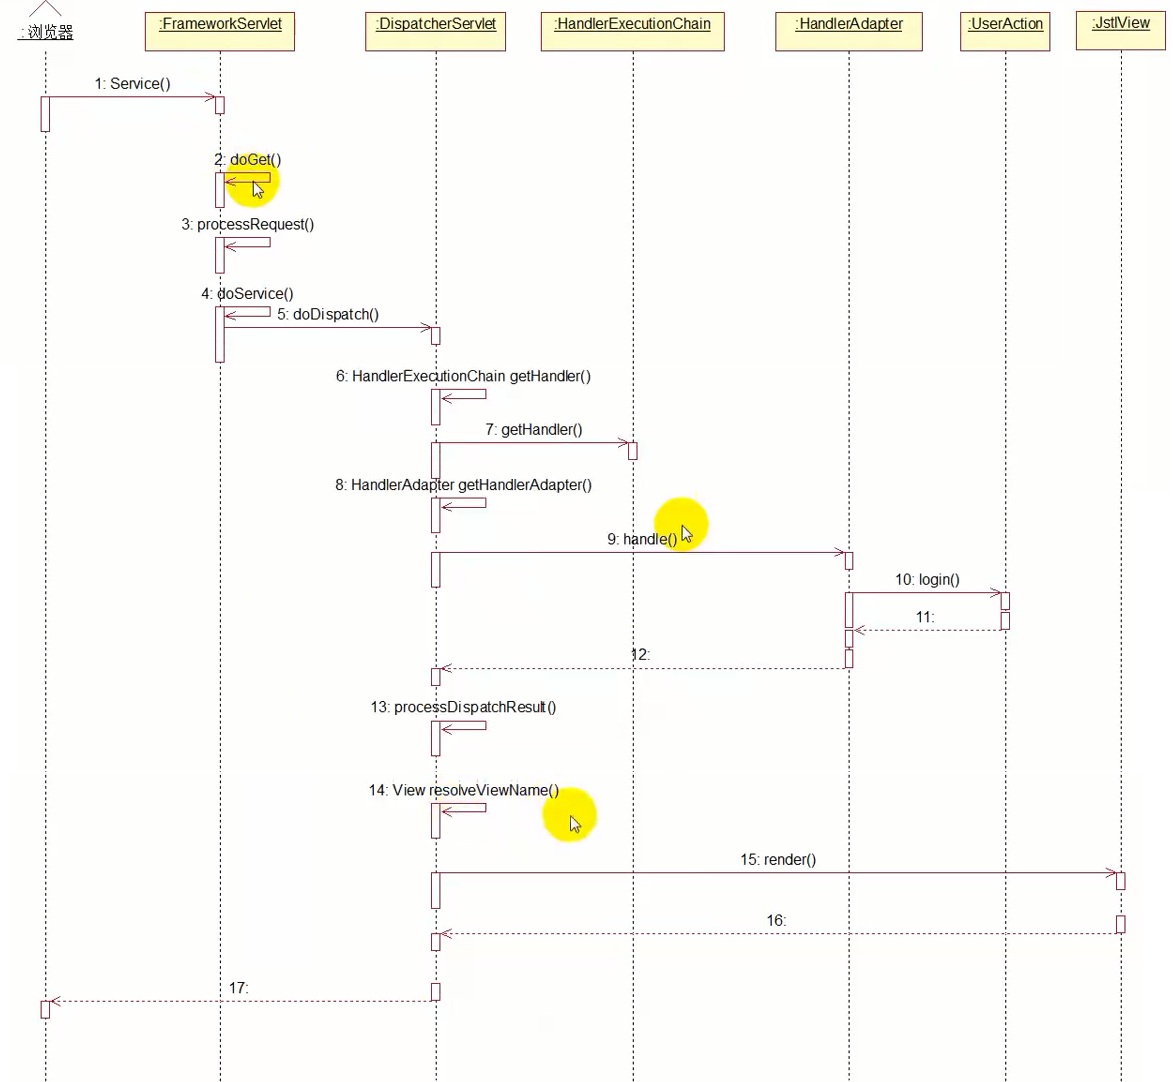 : 浏览器
:FrameworkServlet
:DispatcherServlet
:HandlerExecutionChain
:HandlerAdapter
:UserAction
:JstlView
1: Service()
2: doGet()
3: processRequest()
4: doService()
5: doDispatch()
6: HandlerExecutionChain getHandler()
7: getHandler()
8: HandlerAdapter getHandlerAdapter()
9: handle()
10: login()
11:
12:
13: processDispatchResult()
14: View resolveViewName()
15: render()
16:
17: